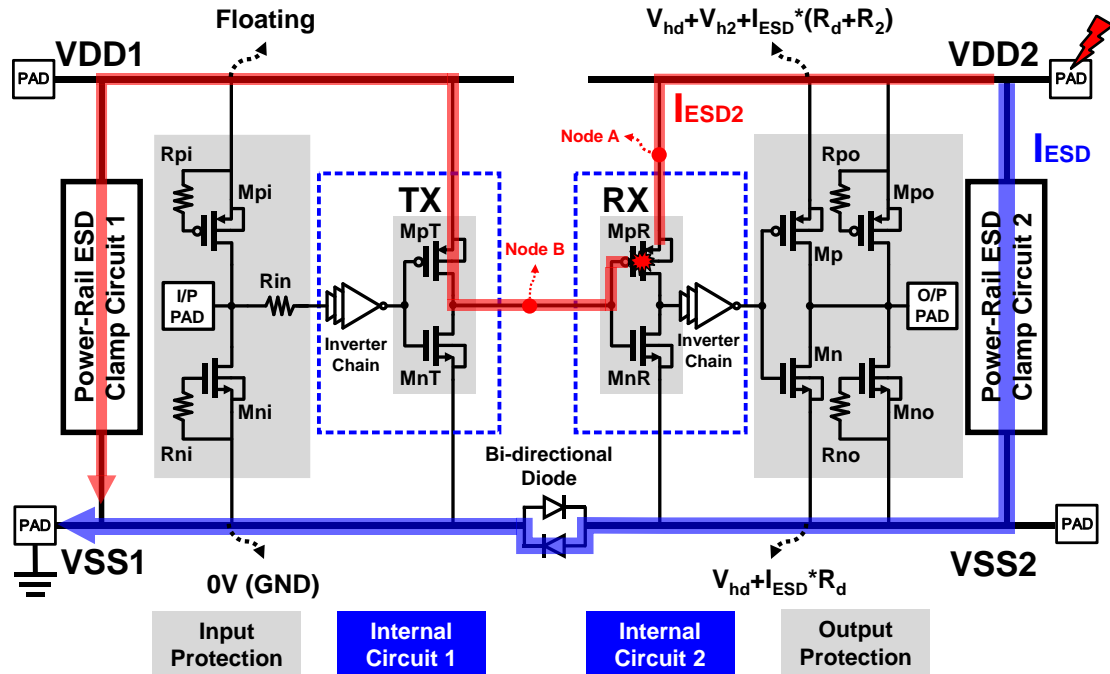 Floating
V_hd+V_h2+I_ESD*(R_d+R_2)
VDD1
VDD2
PAD
PAD
I_ESD2
I_ESD
Node A
Rpi
Mpi
TX
RX
Rpo
Mpo
MpT
MpR
Mp
Node B
Power-Rail ESD
Clamp Circuit 1
I/P
PAD
Rin
Inverter
Chain
Inverter
Chain
O/P
PAD
Power-Rail ESD
Clamp Circuit 2
MnT
MnR
Mn
Mni
Mno
Rni
Rno
Bi-directional
Diode
PAD
PAD
VSS1
VSS2
0V (GND)
V_hd+I_ESD*R_d
Input
Protection
Internal
Circuit 1
Internal
Circuit 2
Output
Protection